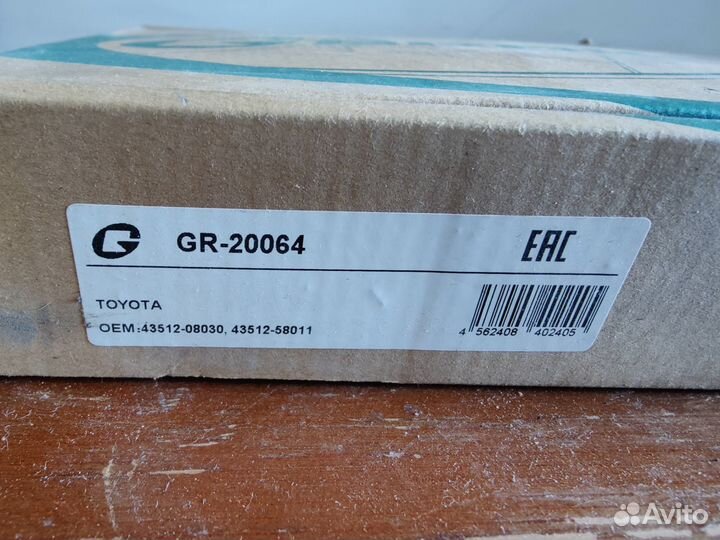 G GR-20064 EAC
TOYOTA
OEM:43512-08030, 43512-58011
4 562408 402405
Avito